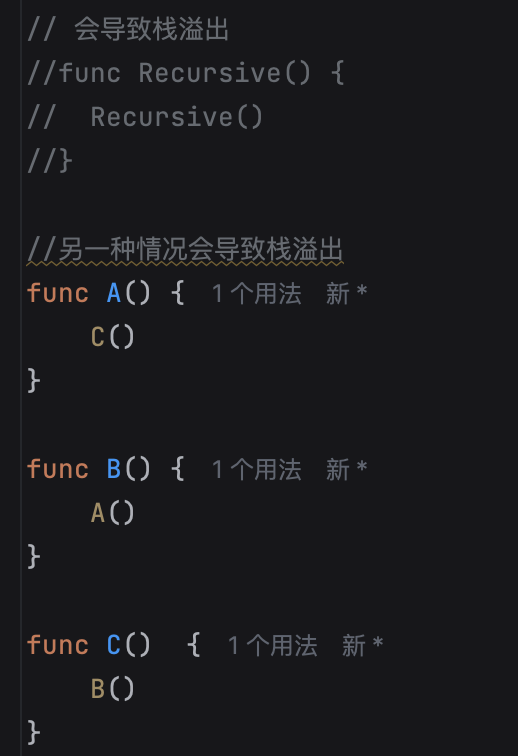 // 会导致栈溢出
//func Recursive() {
//  Recursive()
//}
//另一种情况会导致栈溢出
func A() {  1个用法  新*
    C()
}
func B() {  1个用法  新*
    A()
}
func C()  {  1个用法  新*
    B()
}